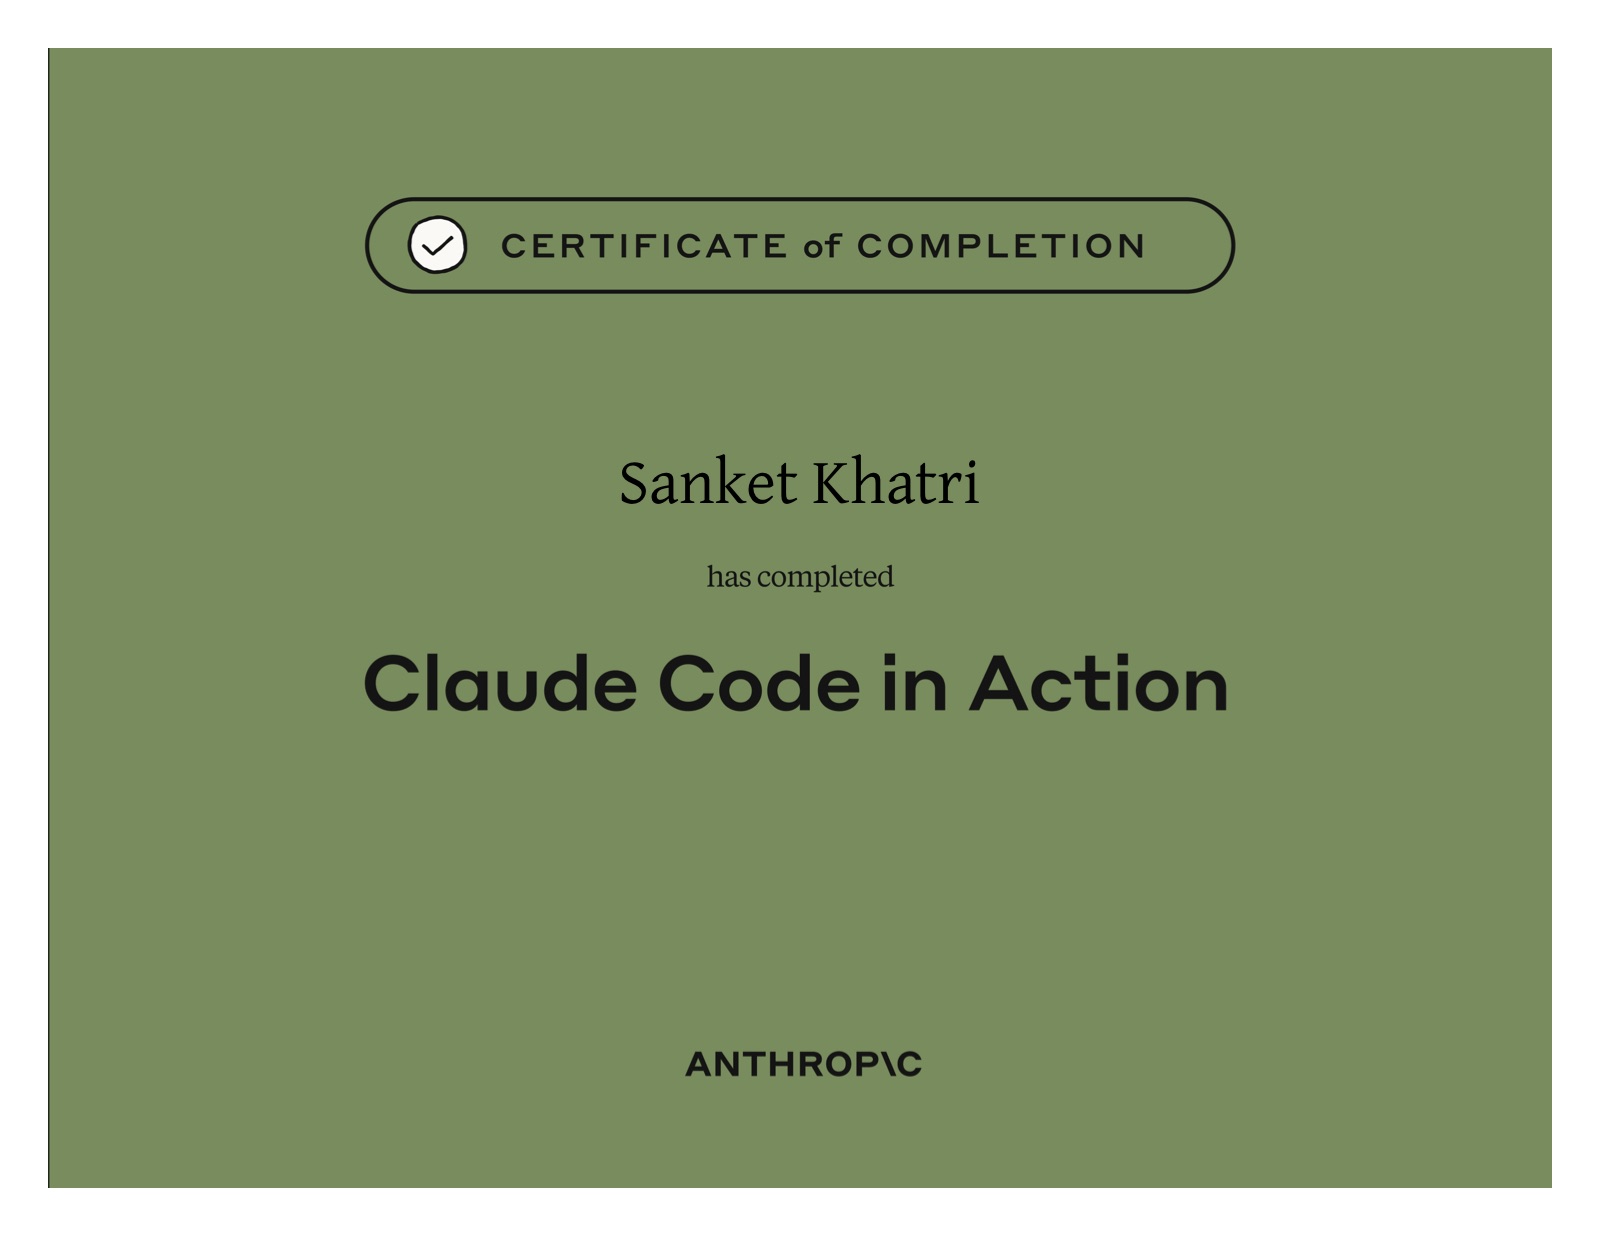 CERTIFICATE of COMPLETION
Sanket Khatri
has completed
Claude Code in Action
ANTHROP\C